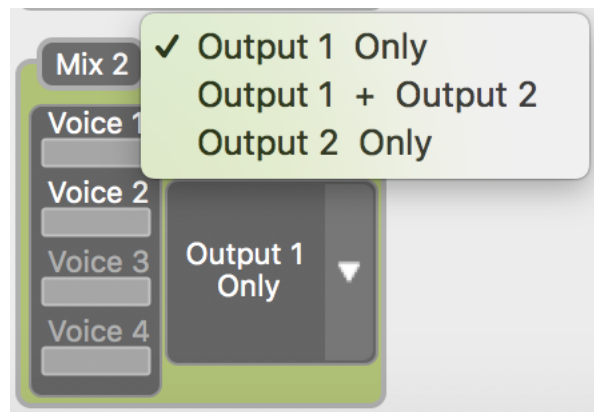 Mix 2
✓ Output 1 Only
Output 1 + Output 2
Output 2 Only
Voice 1
Voice 2
Voice 3
Voice 4
Output 1
Only